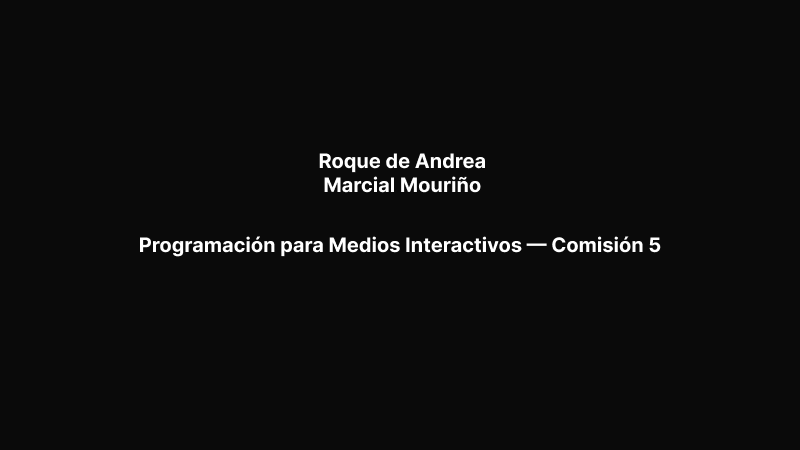 Roque de Andrea
Marcial Mouriño
Programación para Medios Interactivos — Comisión 5